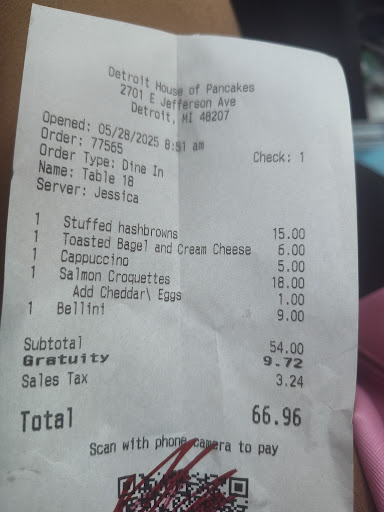 Detroit House of Pancakes
2701 E Jefferson Ave
Detroit, MI 48207
Opened: 05/28/2025 8:51 am
Order: 77565 Check: 1
Order Type: Dine In
Name: Table 18
Server: Jessica
1 Stuffed hashbrowns 15.00
1 Toasted Bagel and Cream Cheese 6.00
1 Cappuccino 5.00
1 Salmon Croquettes 18.00
Add Cheddar\ Eggs 1.00
1 Bellini 9.00
Subtotal 54.00
Gratuity 9.72
Sales Tax 3.24
Total 66.96
Scan with phone camera to pay